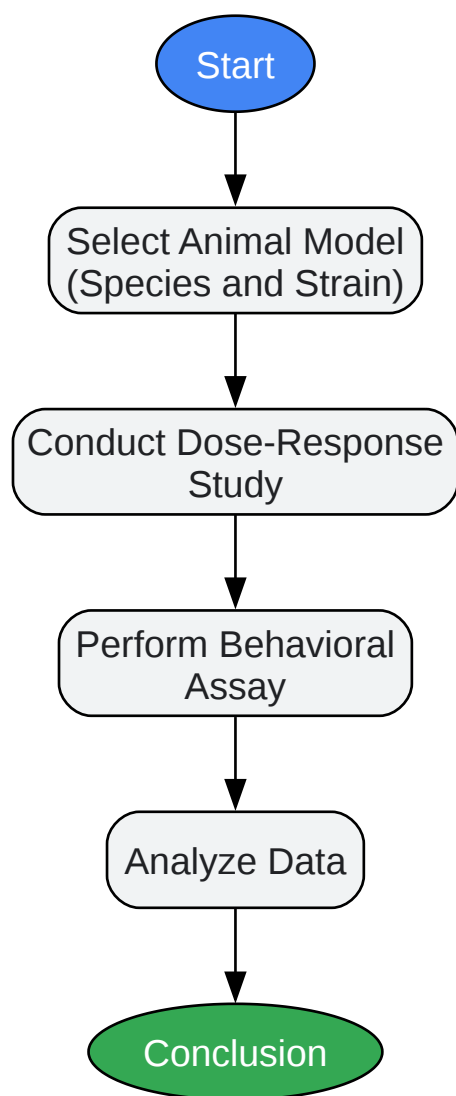 Start
Select Animal Model
(Species and Strain)
Conduct Dose-Response
Study
Perform Behavioral
Assay
Analyze Data
Conclusion